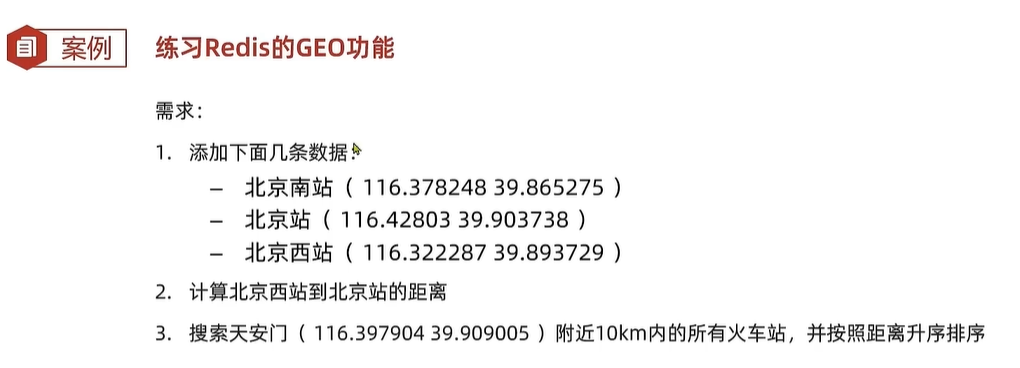 案例
练习Redis的GEO功能
需求：
1. 添加下面几条数据：
– 北京南站（ 116.378248 39.865275 ）
– 北京站（ 116.42803 39.903738 ）
– 北京西站（ 116.322287 39.893729 ）
2. 计算北京西站到北京站的距离
3. 搜索天安门（ 116.397904 39.909005 ）附近10km内的所有火车站，并按照距离升序排序